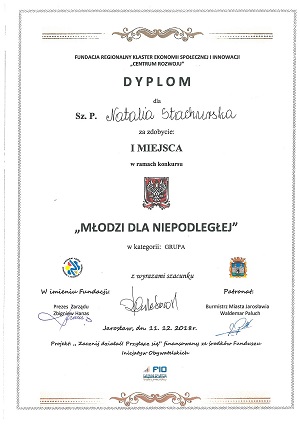 FUNDACJA REGIONALNY KLASTER EKONOMII SPOŁECZNEJ I INNOWACJI
„CENTRUM ROZWOJU”
DYPLOM
dla
Sz. P. Natalia Stachurska
za zdobycie:
I MIEJSCA
w ramach konkursu
„MŁODZI DLA NIEPODLEGŁEJ”
w kategorii: GRUPA
z wyrazami szacunku
W imieniu Fundacji: Patronat:
Prezes Zarządu Burmistrz Miasta Jarosławia
Zbigniew Hanas Waldemar Paluch
Jarosław, dn. 11. 12. 2018r.
Projekt „ Zacznij działać! Przyłącz się" finansowany ze środków Funduszu
Inicjatyw Obywatelskich
FIO